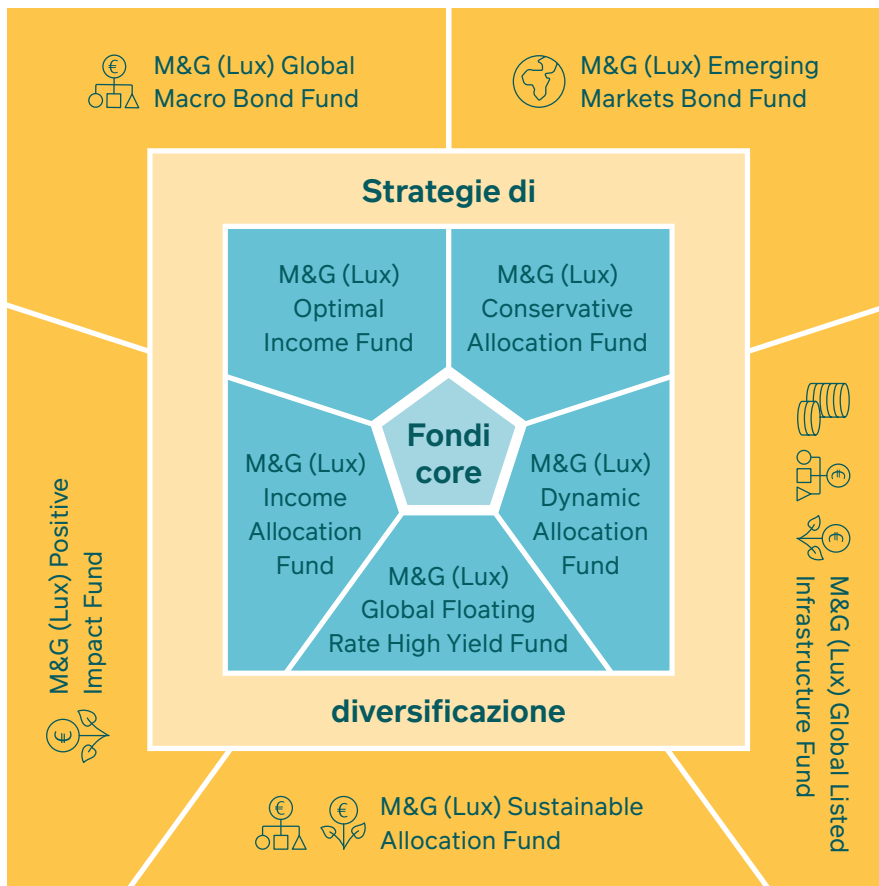 M&G (Lux) Global
Macro Bond Fund
M&G (Lux) Emerging
Markets Bond Fund
Strategie di
M&G (Lux)
Optimal
Income Fund
M&G (Lux)
Conservative
Allocation Fund
Fondi
core
M&G (Lux)
Income
Allocation
Fund
M&G (Lux)
Dynamic
Allocation
Fund
M&G (Lux)
Global Floating
Rate High Yield Fund
diversificazione
M&G (Lux) Positive
Impact Fund
M&G (Lux) Global Listed
Infrastructure Fund
M&G (Lux) Sustainable
Allocation Fund